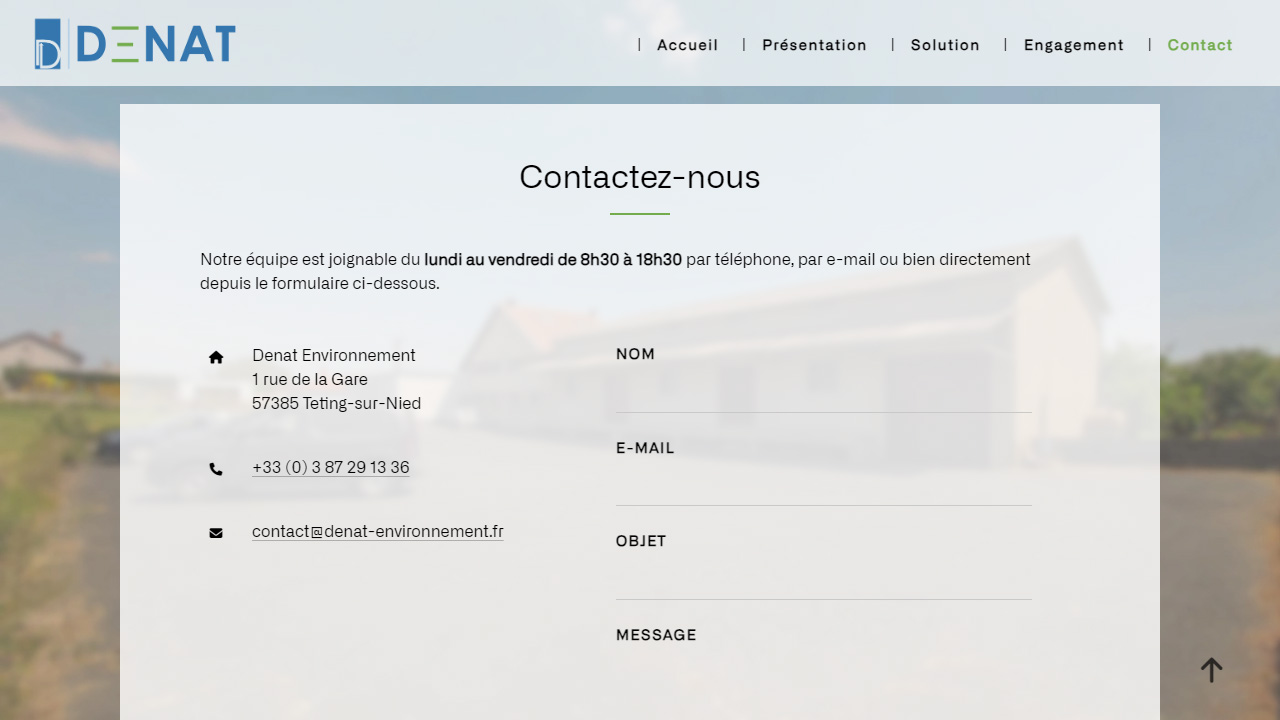 DENAT
Accueil
Présentation
Solution
Engagement
Contact
Contactez-nous
Notre équipe est joignable du lundi au vendredi de 8h30 à 18h30 par téléphone, par e-mail ou bien directement
depuis le formulaire ci-dessous.
Denat Environnement
1 rue de la Gare
57385 Teting-sur-Nied
+33 (0) 3 87 29 13 36
contact@denat-environnement.fr
NOM
E-MAIL
OBJET
MESSAGE